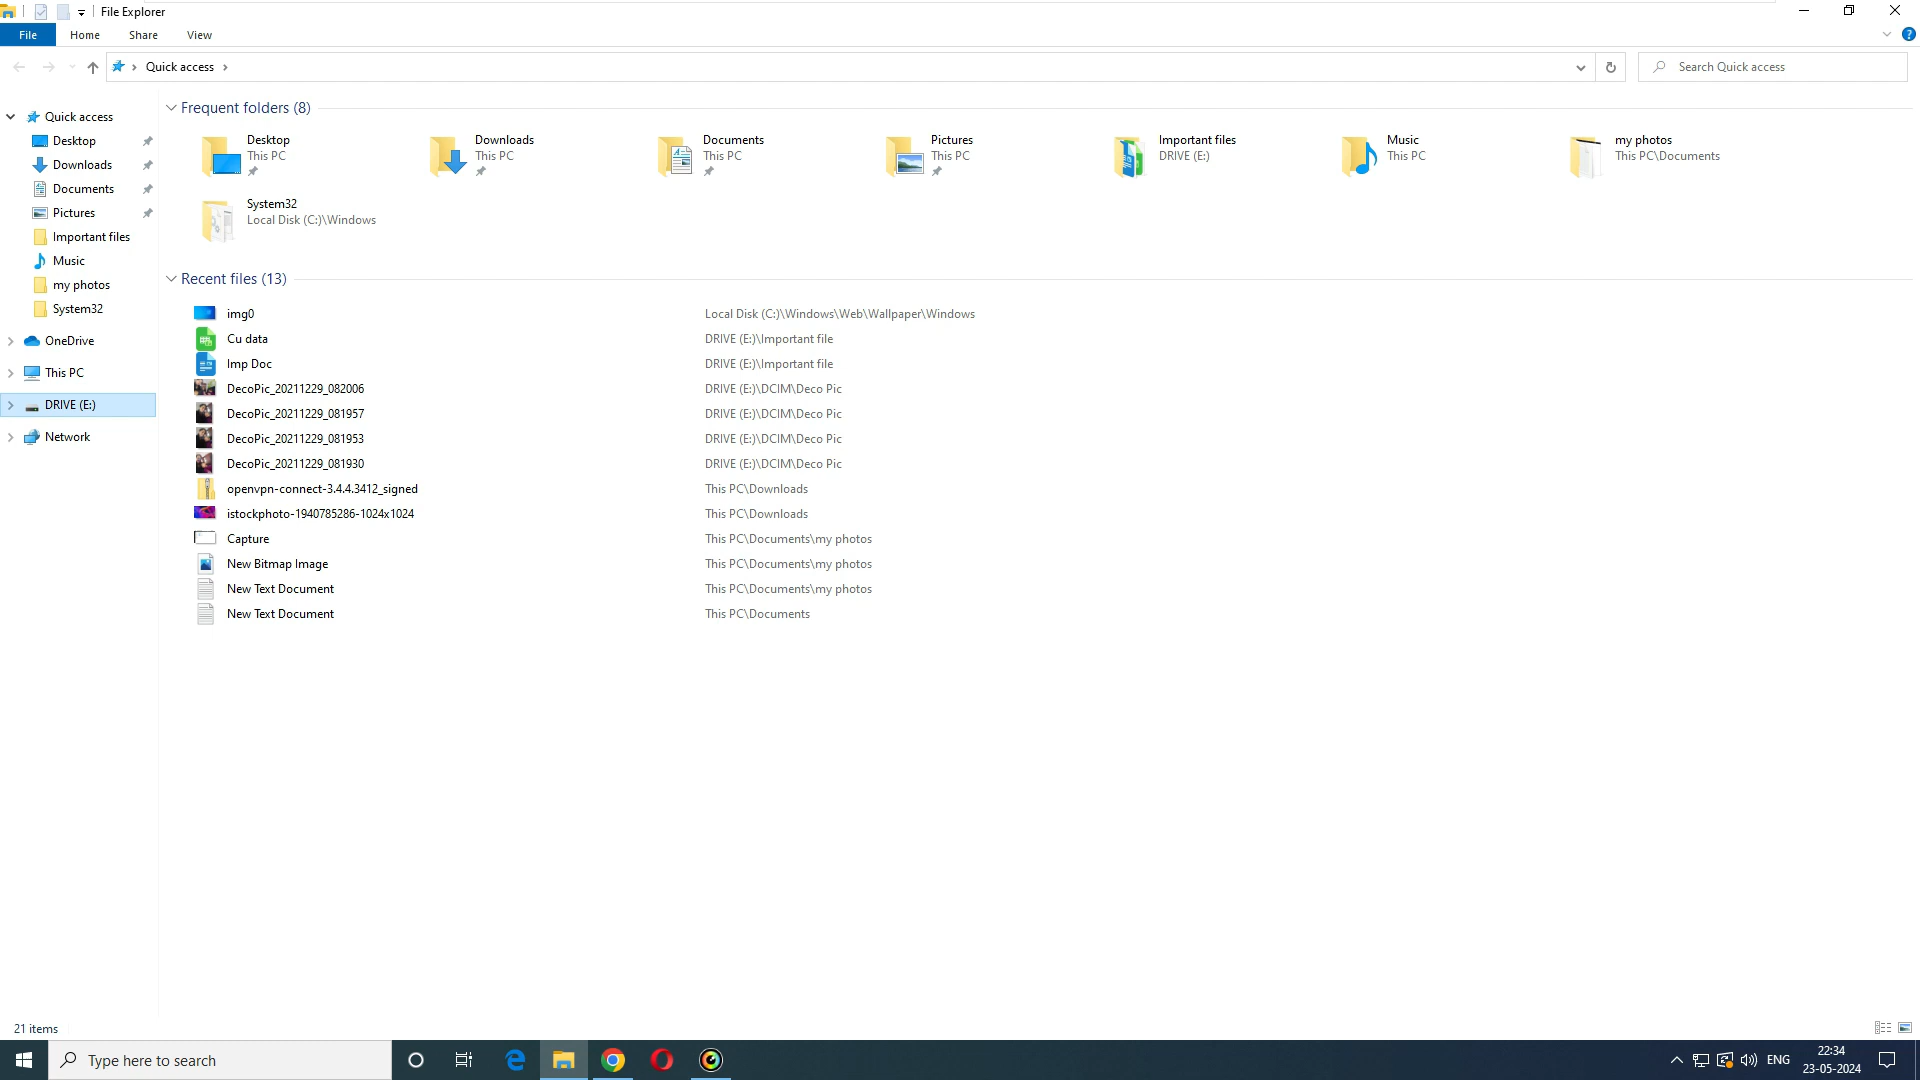 File Explorer
File Home Share View
Quick access
Search Quick access
Quick access
Desktop
Downloads
Documents
Pictures
Important files
Music
my photos
System32
OneDrive
This PC
DRIVE (E:)
Network
Frequent folders (8)
Desktop
This PC
Downloads
This PC
Documents
This PC
Pictures
This PC
Important files
DRIVE (E:)
Music
This PC
my photos
This PC\Documents
System32
Local Disk (C:)\Windows
Recent files (13)
img0 Local Disk (C:)\Windows\Web\Wallpaper\Windows
Cu data DRIVE (E:)\Important file
Imp Doc DRIVE (E:)\Important file
DecoPic_20211229_082006 DRIVE (E:)\DCIM\Deco Pic
DecoPic_20211229_081957 DRIVE (E:)\DCIM\Deco Pic
DecoPic_20211229_081953 DRIVE (E:)\DCIM\Deco Pic
DecoPic_20211229_081930 DRIVE (E:)\DCIM\Deco Pic
openvpn-connect-3.4.4.3412_signed This PC\Downloads
istockphoto-1940785286-1024x1024 This PC\Downloads
Capture This PC\Documents\my photos
New Bitmap Image This PC\Documents\my photos
New Text Document This PC\Documents\my photos
New Text Document This PC\Documents
21 items
Type here to search
ENG
22:34
23-05-2024